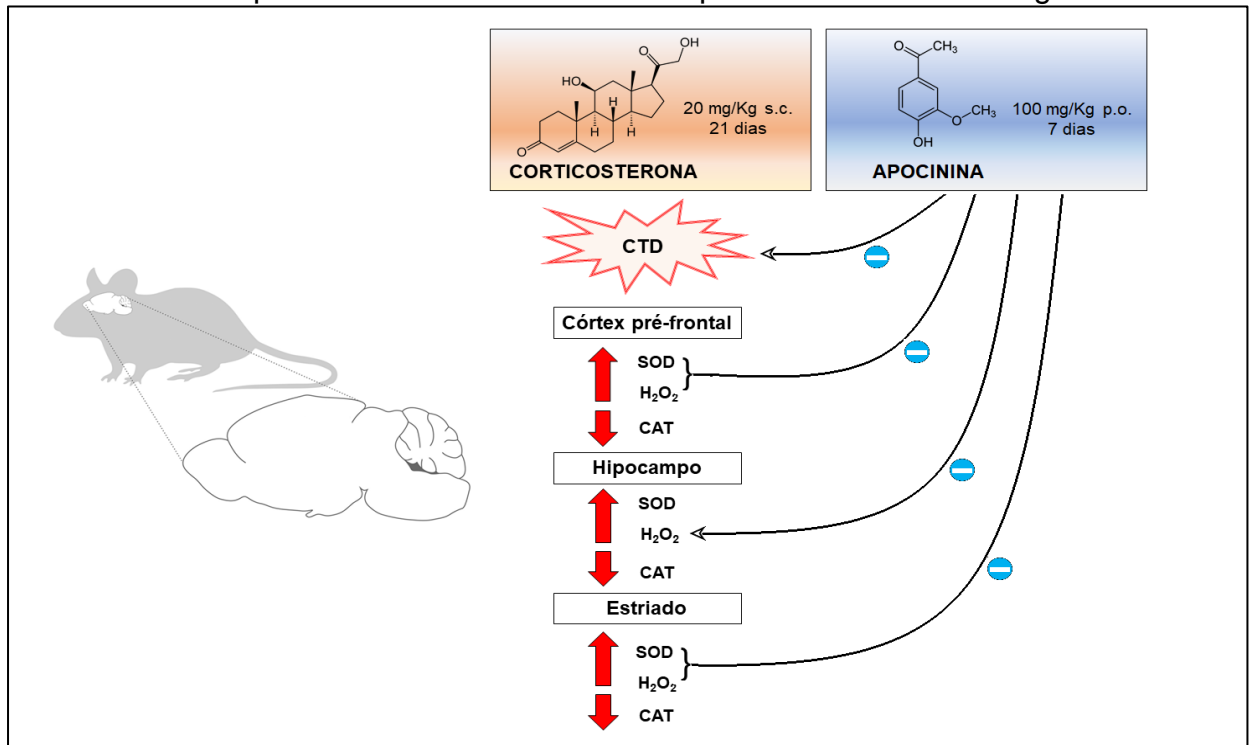 OH
O
HO
H
H
H
O
20 mg/Kg s.c.
21 dias
CORTICOSTERONA
O
CH₃
O
CH₃
OH
100 mg/Kg p.o.
7 dias
APOCININA
CTD
Córtex pré-frontal
SOD
H₂O₂
CAT
Hipocampo
SOD
H₂O₂
CAT
Estriado
SOD
H₂O₂
CAT